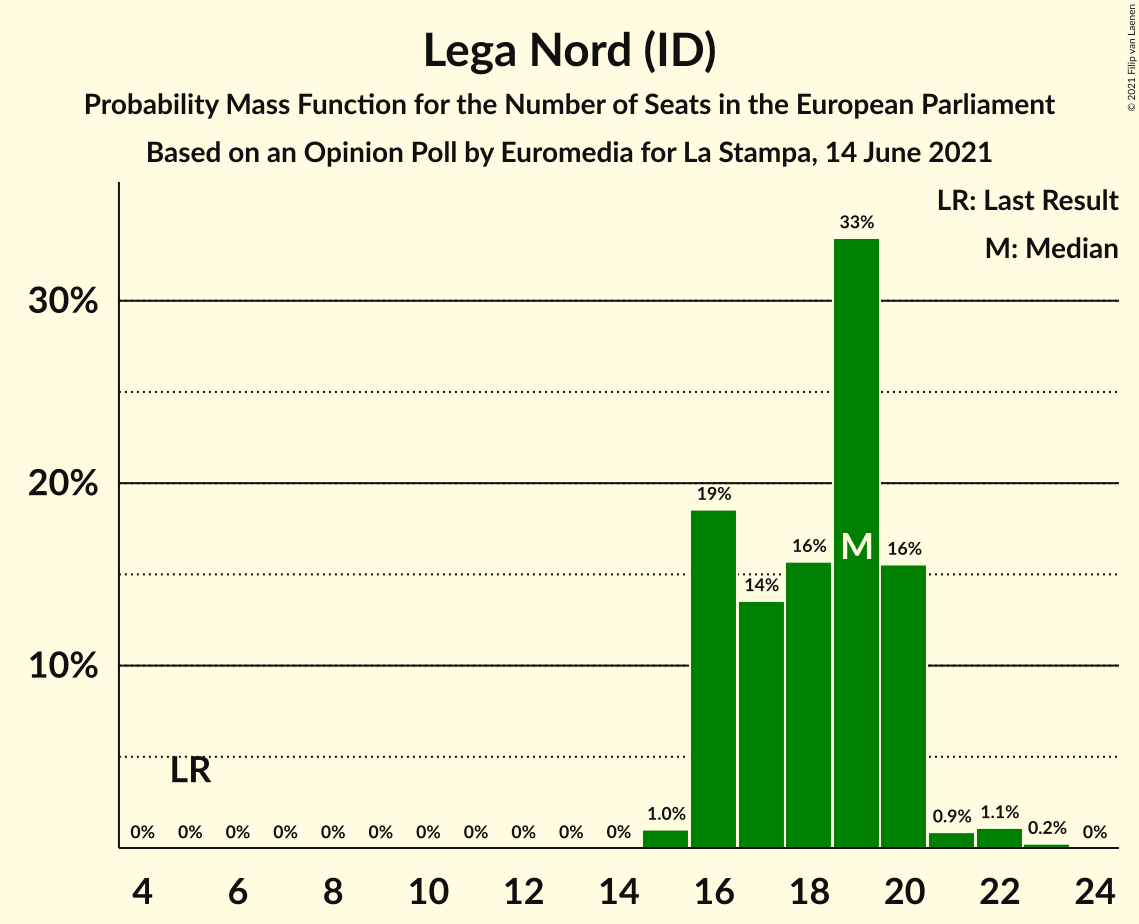 Lega Nord (ID)
Probability Mass Function for the Number of Seats in the European Parliament
Based on an Opinion Poll by Euromedia for La Stampa, 14 June 2021
© 2021 Filip van Laenen
LR: Last Result
M: Median
33%
30%
20%
19%
16%
M
16%
14%
10%
LR
0% 0% 0% 0% 0% 0% 0% 0% 0% 0% 0% 1.0% 0.9% 1.1% 0.2% 0%
4 6 8 10 12 14 16 18 20 22 24